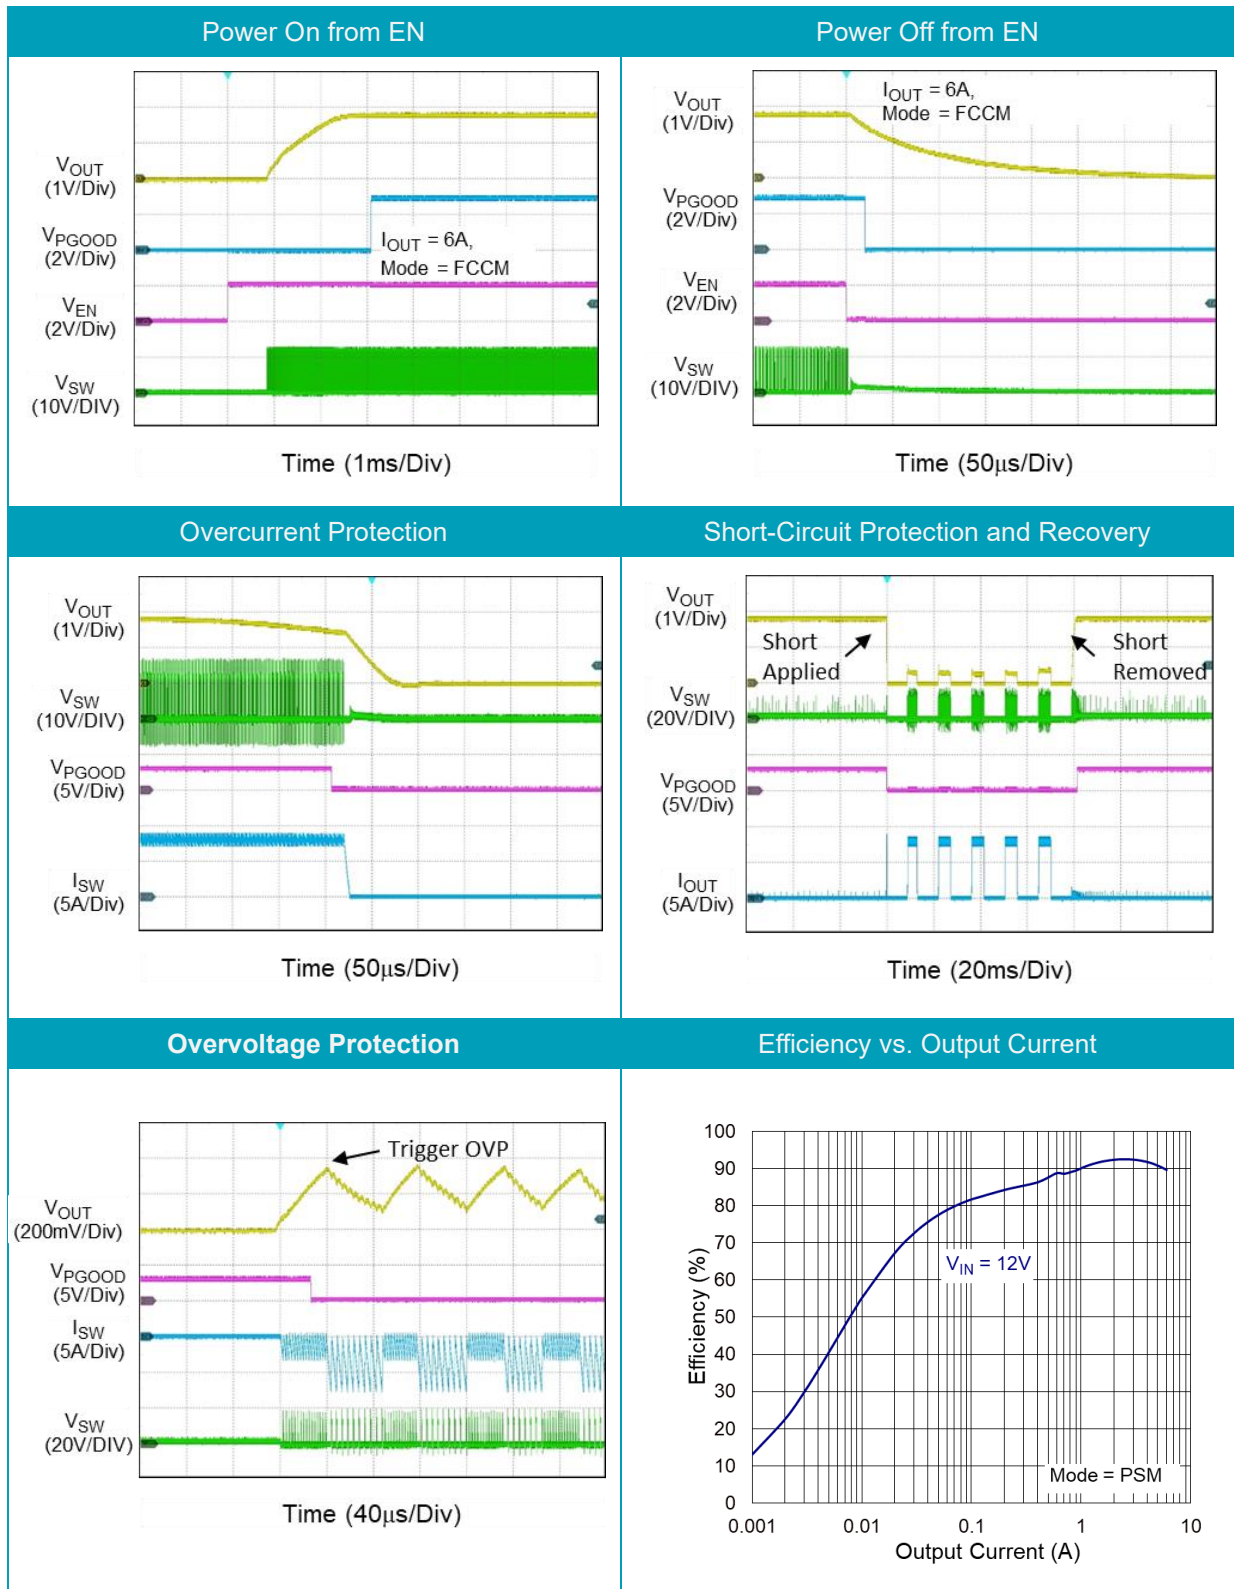 Power On from EN
Power Off from EN
VOUT
(1V/Div)
VPGOOD
(2V/Div)
VEN
(2V/Div)
VSW
(10V/DIV)
IOUT = 6A,
Mode = FCCM
Time (1ms/Div)
VOUT
(1V/Div)
VPGOOD
(2V/Div)
VEN
(2V/Div)
VSW
(10V/DIV)
IOUT = 6A,
Mode = FCCM
Time (50μs/Div)
Overcurrent Protection
Short-Circuit Protection and Recovery
VOUT
(1V/Div)
VSW
(10V/DIV)
VPGOOD
(5V/Div)
ISW
(5A/Div)
Time (50μs/Div)
VOUT
(1V/Div)
Short
Applied
Short
Removed
VSW
(20V/DIV)
VPGOOD
(5V/Div)
IOUT
(5A/Div)
Time (20ms/Div)
Overvoltage Protection
Efficiency vs. Output Current
Trigger OVP
VOUT
(200mV/Div)
VPGOOD
(5V/Div)
ISW
(5A/Div)
VSW
(20V/DIV)
Time (40μs/Div)
Efficiency (%)
100
90
80
70
60
50
40
30
20
10
0
VIN = 12V
Mode = PSM
0.001
0.01
0.1
1
10
Output Current (A)